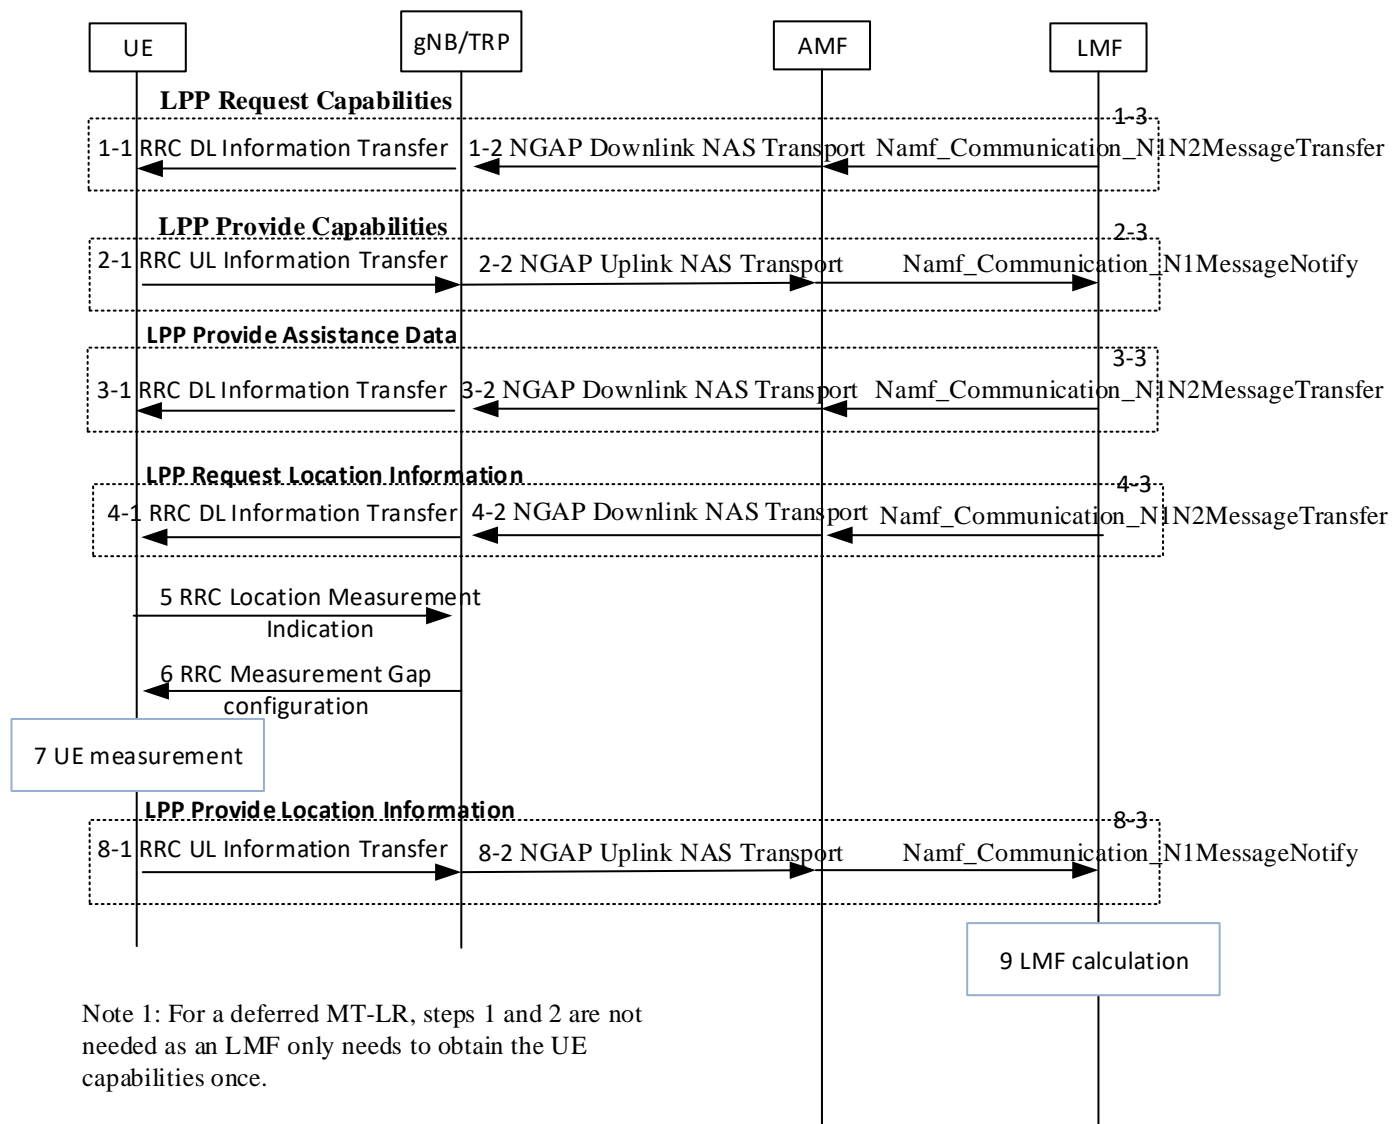 UE
gNB/TRP
AMF
LMF
LPP Request Capabilities
1-3
1-1 RRC DL Information Transfer
1-2 NGAP Downlink NAS Transport
Namf_Communication_N1N2MessageTransfer
LPP Provide Capabilities
2-3
2-1 RRC UL Information Transfer
2-2 NGAP Uplink NAS Transport
Namf_Communication_N1MessageNotify
LPP Provide Assistance Data
3-3
3-1 RRC DL Information Transfer
3-2 NGAP Downlink NAS Transport
Namf_Communication_N1N2MessageTransfer
LPP Request Location Information
4-3
4-1 RRC DL Information Transfer
4-2 NGAP Downlink NAS Transport
Namf_Communication_N1N2MessageTransfer
5 RRC Location Measurement
Indication
6 RRC Measurement Gap
configuration
7 UE measurement
LPP Provide Location Information
8-3
8-1 RRC UL Information Transfer
8-2 NGAP Uplink NAS Transport
Namf_Communication_N1MessageNotify
9 LMF calculation
Note 1: For a deferred MT-LR, steps 1 and 2 are not
needed as an LMF only needs to obtain the UE
capabilities once.